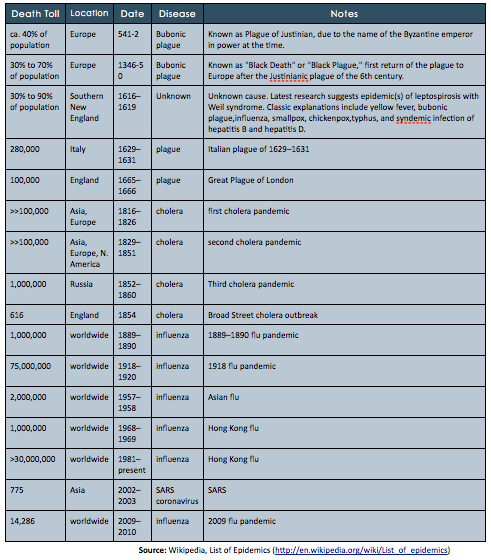 Death Toll Location Date Disease Notes
ca. 40% of Europe 541-2 Bubonic Known as Plague of Justinian, due to the name of the Byzantine emperor
population plague in power at the time.
30% to 70% Europe 1346-5 Bubonic Known as "Black Death" or "Black Plague," first return of the plague to
of population 0 plague Europe after the Justinianic plague of the 6th century.
30% to 90% Southern 1616– Unknown Unknown cause. Latest research suggests epidemic(s) of leptospirosis with
of population New 1619 Weil syndrome. Classic explanations include yellow fever, bubonic
England plague,influenza, smallpox, chickenpox,typhus, and syndemic infection of
hepatitis B and hepatitis D.
280,000 Italy 1629– plague Italian plague of 1629–1631
1631
100,000 England 1665– plague Great Plague of London
1666
>>100,000 Asia, 1816– cholera first cholera pandemic
Europe 1826
>>100,000 Asia, 1829– cholera second cholera pandemic
Europe, N. 1851
America
1,000,000 Russia 1852– cholera Third cholera pandemic
1860
616 England 1854 cholera Broad Street cholera outbreak
1,000,000 worldwide 1889– influenza 1889–1890 flu pandemic
1890
75,000,000 worldwide 1918– influenza 1918 flu pandemic
1920
2,000,000 worldwide 1957– influenza Asian flu
1958
1,000,000 worldwide 1968– influenza Hong Kong flu
1969
>30,000,000 worldwide 1981– influenza Hong Kong flu
present
775 Asia 2002– SARS SARS
2003 coronavirus
14,286 worldwide 2009– influenza 2009 flu pandemic
2010
Source: Wikipedia, List of Epidemics (http://en.wikipedia.org/wiki/List_of_epidemics)